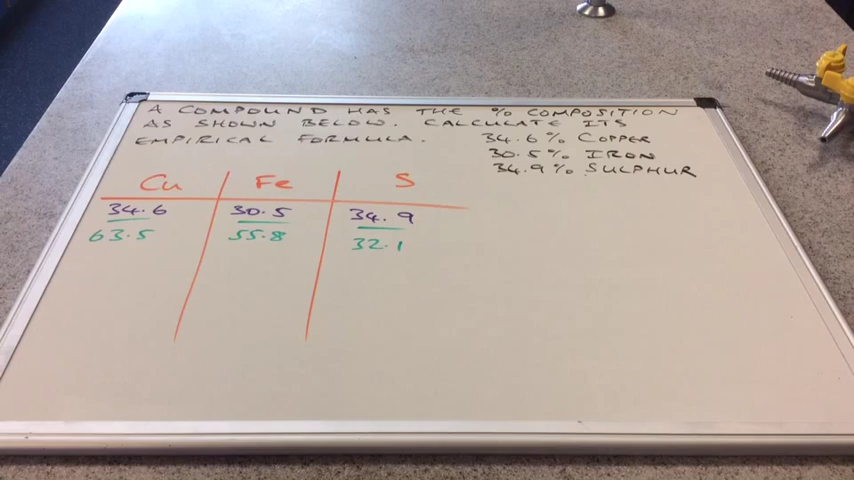 A COMPOUND HAS THE % COMPOSITION
AS SHOWN BELOW. CALCULATE ITS
EMPIRICAL FORMULA.
34.6% COPPER
30.5% IRON
34.9% SULPHUR
Cu Fe S
34.6 30.5 34.9
63.5 55.8 32.1